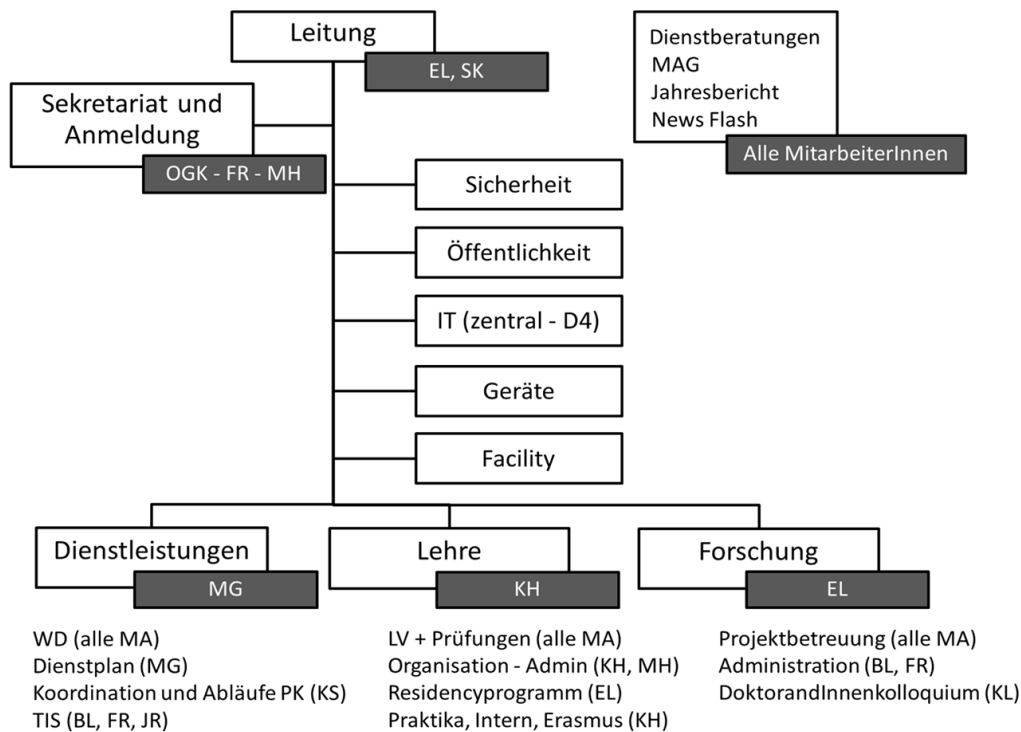 Leitung
EL, SK
Dienstberatungen
MAG
Jahresbericht
News Flash
Alle MitarbeiterInnen
Sekretariat und
Anmeldung
OGK - FR - MH
Sicherheit
Öffentlichkeit
IT (zentral - D4)
Geräte
Facility
Dienstleistungen
MG
WD (alle MA)
Dienstplan (MG)
Koordination und Abläufe PK (KS)
TIS (BL, FR, JR)
Lehre
KH
LV + Prüfungen (alle MA)
Organisation - Admin (KH, MH)
Residencyprogramm (EL)
Praktika, Intern, Erasmus (KH)
Forschung
EL
Projektbetreuung (alle MA)
Administration (BL, FR)
DoktorandInnenkolloquium (KL)